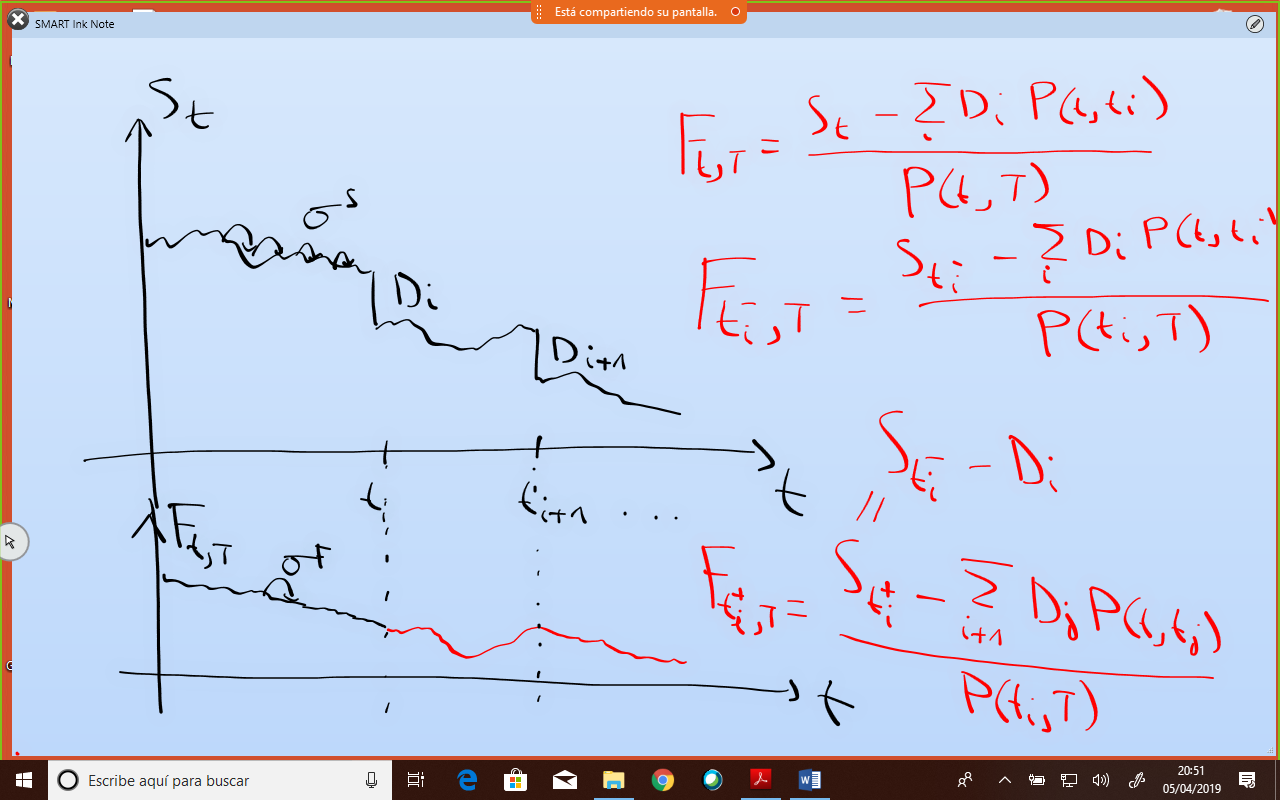 Está compartiendo su pantalla.
SMART Ink Note
S_t
σ^s
D_i
D_{i+1}
t_i
t_{i+1} ...
t
F_{t,T}
σ^F
t
F_{t,T} = (S_t - Σ_i D_i P(t,t_i)) / P(t,T)
F_{t_i^-,T} = (S_{t_i^-} - Σ_i D_i P(t,t_i)) / P(t_i,T)
S_{t_i^-} - D_i
=
F_{t_i^+,T} = (S_{t_i^+} - Σ_{i+1} D_j P(t,t_j)) / P(t_i,T)
Escribe aquí para buscar
20:51
05/04/2019